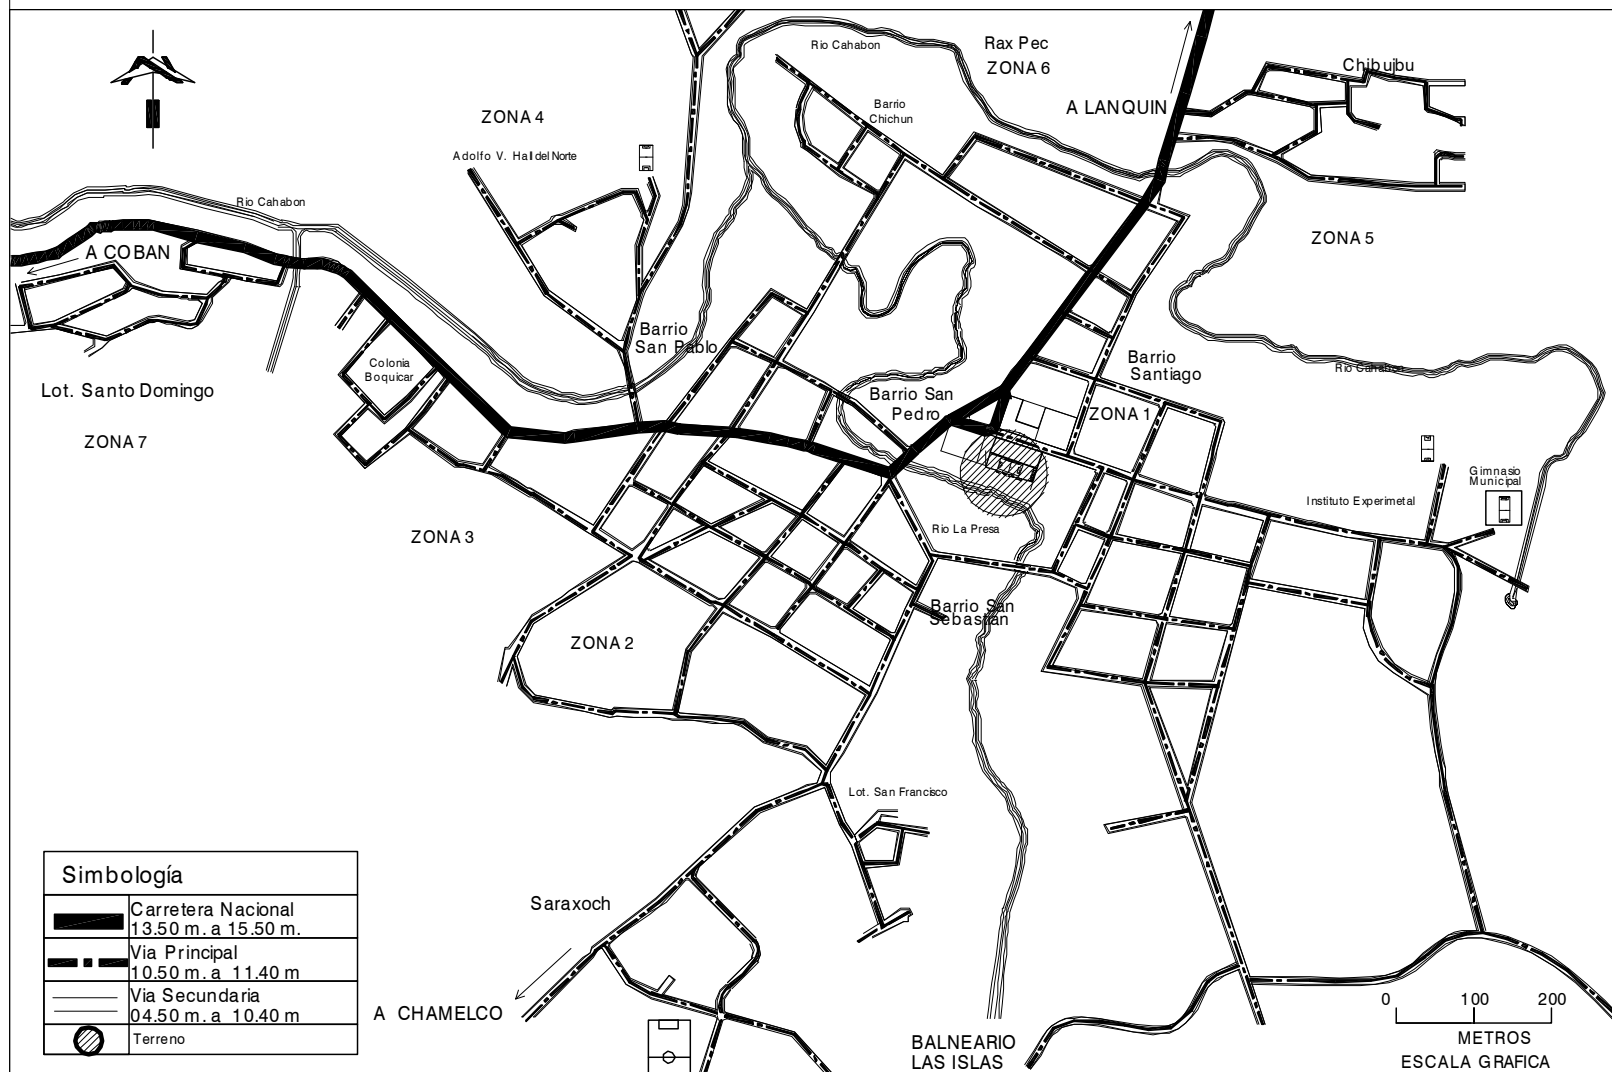 Rio Cahabon
Rax Pec
ZONA 6
Chibujbu
A LANQUIN
Barrio
Chichun
ZONA 4
Adolfo V. Hall del Norte
Rio Cahabon
A COBAN
ZONA 5
Barrio
San Pablo
Colonia
Boquicar
Barrio
Santiago
Rio Cahabon
Lot. Santo Domingo
Barrio San
Pedro
ZONA 1
ZONA 7
Gimnasio
Municipal
Instituto Experimetal
Rio La Presa
ZONA 3
Barrio San
Sebastian
ZONA 2
Lot. San Francisco
Saraxoch
A CHAMELCO
BALNEARIO
LAS ISLAS
Simbología
Carretera Nacional
13.50 m. a 15.50 m.
Via Principal
10.50 m. a 11.40 m
Via Secundaria
04.50 m. a 10.40 m
Terreno
0 100 200
METROS
ESCALA GRAFICA